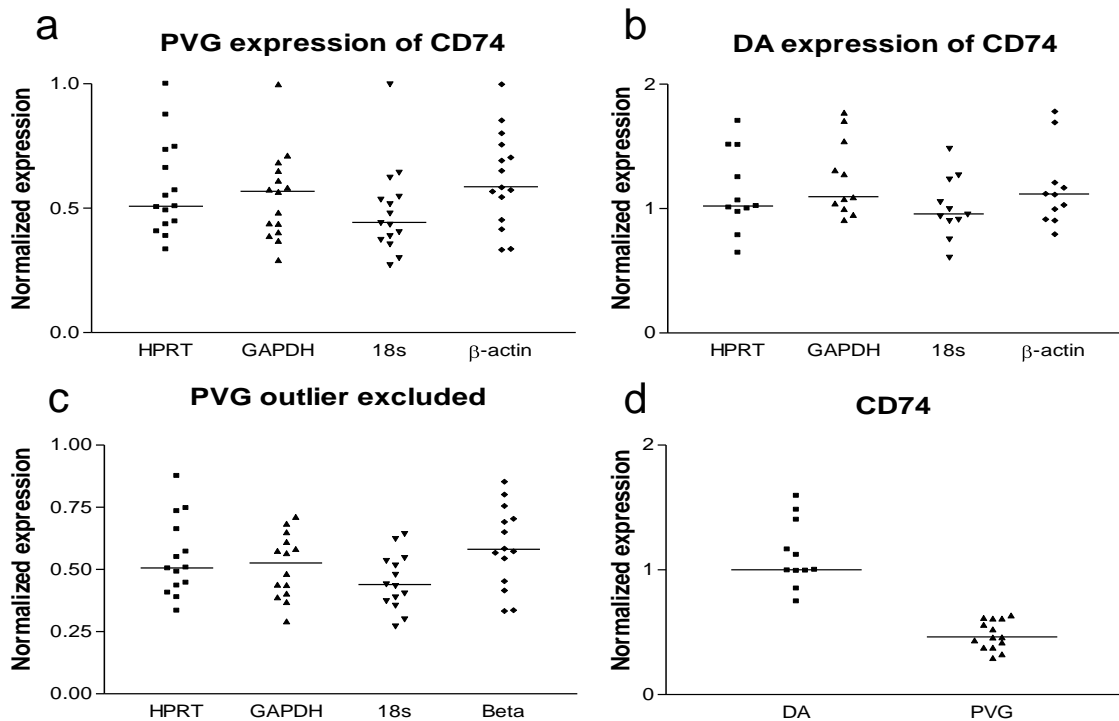 a
PVG expression of CD74
Normalized expression
1.0
0.5
0.0
HPRT GAPDH 18s β-actin
b
DA expression of CD74
Normalized expression
2
1
0
HPRT GAPDH 18s β-actin
c
PVG outlier excluded
Normalized expression
1.00
0.75
0.50
0.25
0.00
HPRT GAPDH 18s Beta
d
CD74
Normalized expression
2
1
0
DA PVG